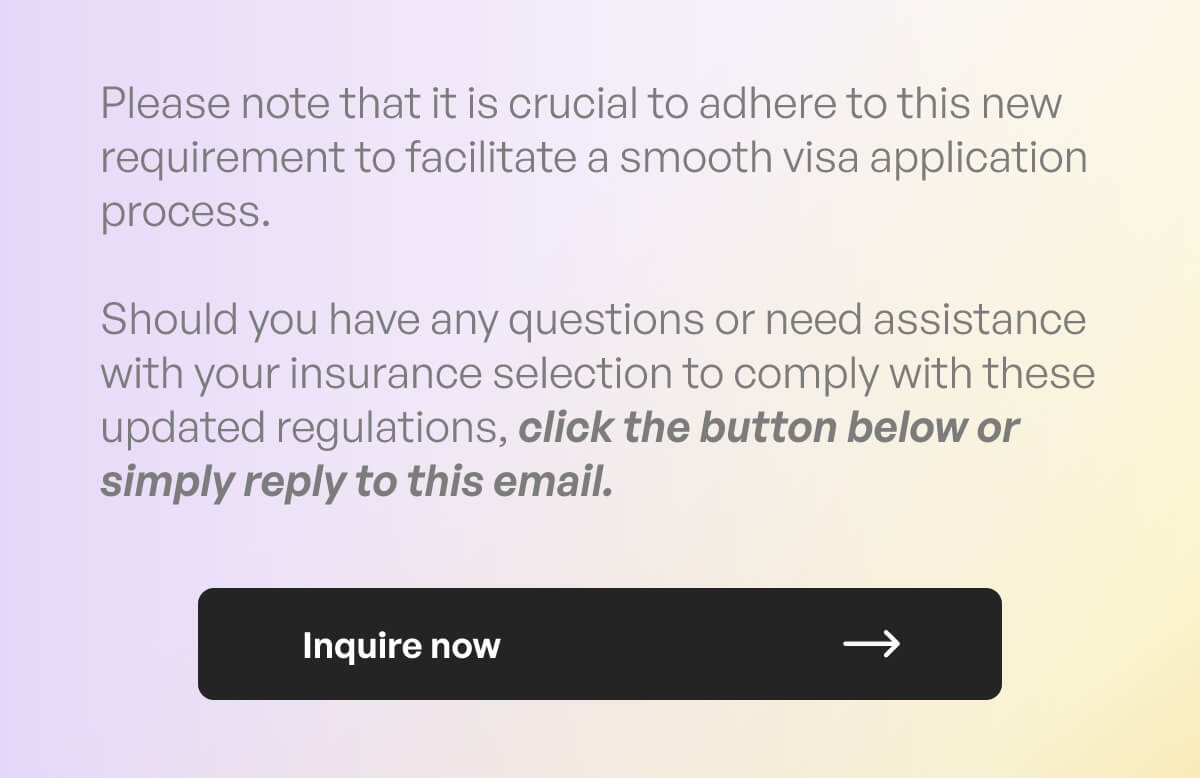 Please note that it is crucial to adhere to this new
requirement to facilitate a smooth visa application
process.
Should you have any questions or need assistance
with your insurance selection to comply with these
updated regulations, click the button below or
simply reply to this email.
Inquire now